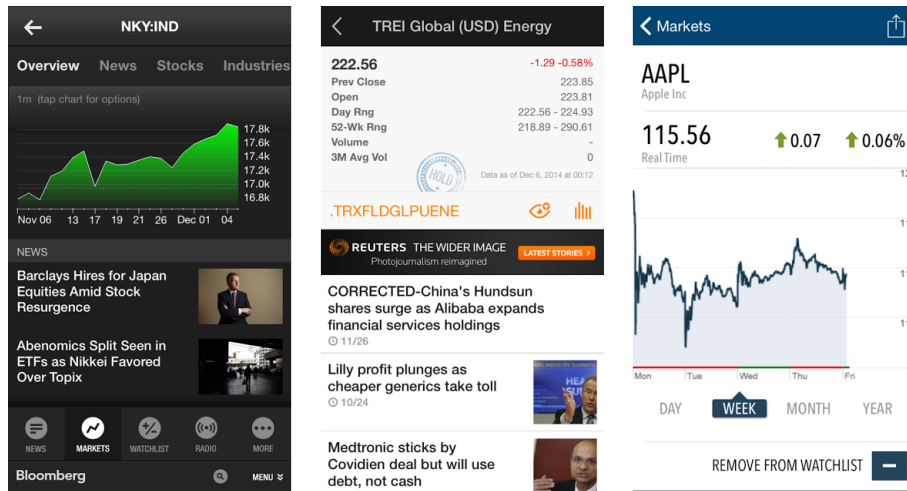 NKY:IND
Overview News Stocks Industries
1m (tap chart for options)
17.8k
17.6k
17.4k
17.2k
17.0k
16.8k
Nov 06 13 17 19 21 26 Dec 01 04
NEWS
Barclays Hires for Japan
Equities Amid Stock
Resurgence
Abenomics Split Seen in
ETFs as Nikkei Favored
Over Topix
NEWS MARKETS WATCHLIST RADIO MORE
Bloomberg MENU
TREI Global (USD) Energy
222.56 -1.29 -0.58%
Prev Close 223.85
Open 223.81
Day Rng 222.56 - 224.93
52-Wk Rng 218.89 - 290.61
Volume -
3M Avg Vol 0
HOLD
Data as of Dec 6, 2014 at 00:12
.TRXFLDGLPUENE
REUTERS THE WIDER IMAGE
Photojournalism reimagined
LATEST STORIES >
CORRECTED-China's Hundsun
shares surge as Alibaba expands
financial services holdings
11/26
Lilly profit plunges as
cheaper generics take toll
10/24
Medtronic sticks by
Covidien deal but will use
debt, not cash
Markets
AAPL
Apple Inc
115.56 0.07 0.06%
Real Time
Mon Tue Wed Thu Fri
DAY WEEK MONTH YEAR
REMOVE FROM WATCHLIST